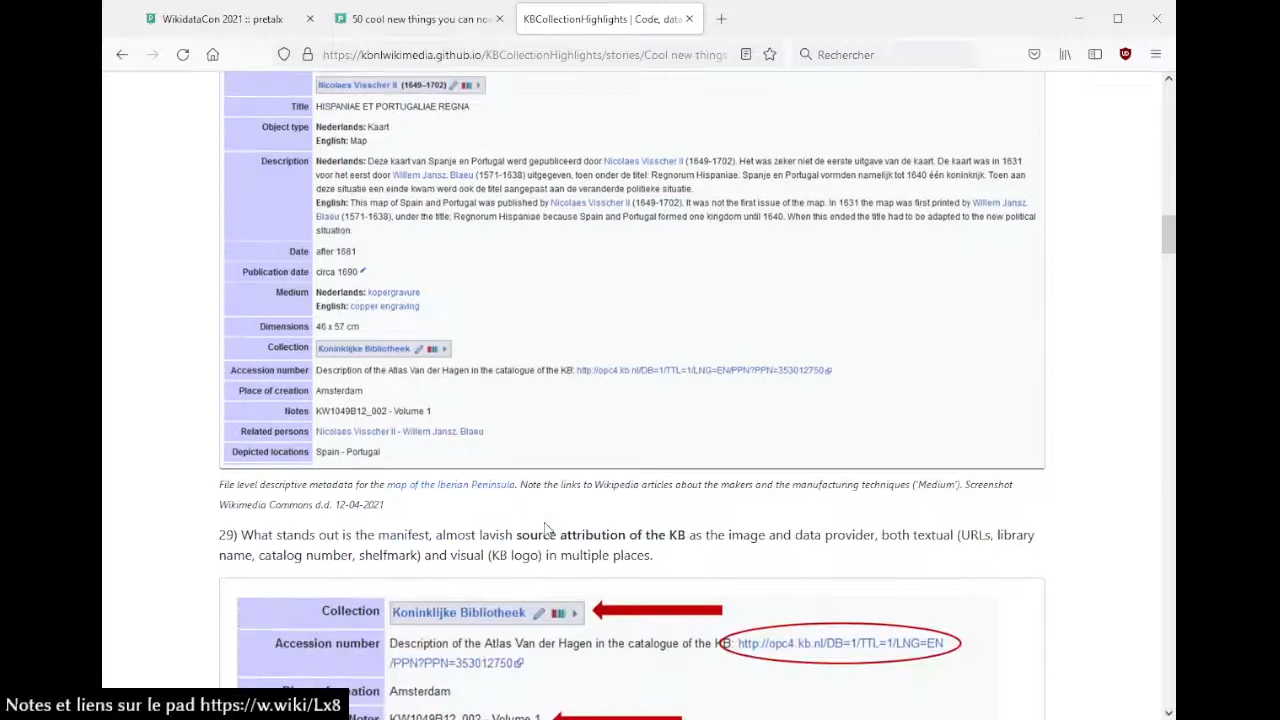 WikidataCon 2021 :: pretalx
50 cool new things you can now
KBCollectionHighlights | Code, data
https://kbnlwikimedia.github.io/KBCollectionHighlights/stories/Cool new things
Rechercher
Nicolaes Visscher II (1649–1702)
Title HISPANIAE ET PORTUGALIAE REGNA
Object type Nederlands: Kaart
English: Map
Description Nederlands: Deze kaart van Spanje en Portugal werd gepubliceerd door Nicolaes Visscher II (1649-1702). Het was zeker niet de eerste uitgave van de kaart. De kaart was in 1631
voor het eerst door Willem Jansz. Blaeu (1571-1638) uitgegeven, toen onder de titel: Regnorum Hispaniae. Spanje en Portugal vormden namelijk tot 1640 één koninkrijk. Toen aan
deze situatie een einde kwam werd ook de titel aangepast aan de veranderde politieke situatie.
English: This map of Spain and Portugal was published by Nicolaes Visscher II (1649-1702). It was not the first issue of the map. In 1631 the map was first printed by Willem Jansz.
Blaeu (1571-1638), under the title: Regnorum Hispaniae because Spain and Portugal formed one kingdom until 1640. When this ended the title had to be adapted to the new political
situation.
Date after 1681
Publication date circa 1690
Medium Nederlands: kopergravure
English: copper engraving
Dimensions 46 x 57 cm
Collection Koninklijke Bibliotheek
Accession number Description of the Atlas Van der Hagen in the catalogue of the KB: http://opc4.kb.nl/DB=1/TTL=1/LNG=EN/PPN?PPN=353012750
Place of creation Amsterdam
Notes KW1049B12_002 - Volume 1
Related persons Nicolaes Visscher II - Willem Jansz. Blaeu
Depicted locations Spain - Portugal
File level descriptive metadata for the map of the Iberian Peninsula. Note the links to Wikipedia articles about the makers and the manufacturing techniques ('Medium'). Screenshot
Wikimedia Commons d.d. 12-04-2021
29) What stands out is the manifest, almost lavish source attribution of the KB as the image and data provider, both textual (URLs, library
name, catalog number, shelfmark) and visual (KB logo) in multiple places.
Collection Koninklijke Bibliotheek
Accession number Description of the Atlas Van der Hagen in the catalogue of the KB: http://opc4.kb.nl/DB=1/TTL=1/LNG=EN
/PPN?PPN=353012750
Place of creation Amsterdam
Notes KW1049B12_002 - Volume 1
Notes et liens sur le pad https://w.wiki/Lx8